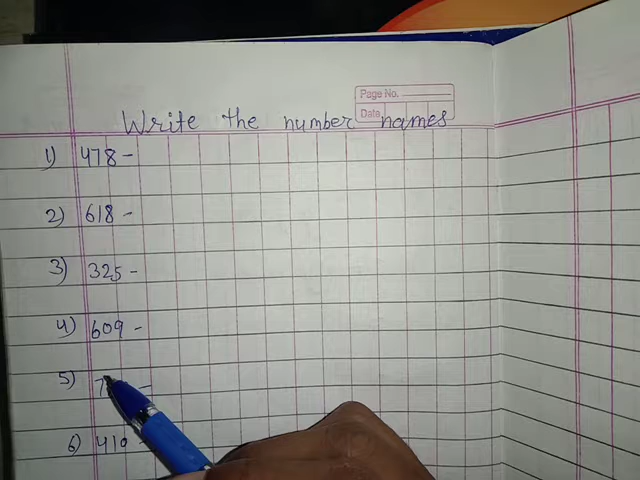 Page No.
Date
Write the number names
1) 478 -
2) 618 -
3) 325 -
4) 609 -
5)
6) 410